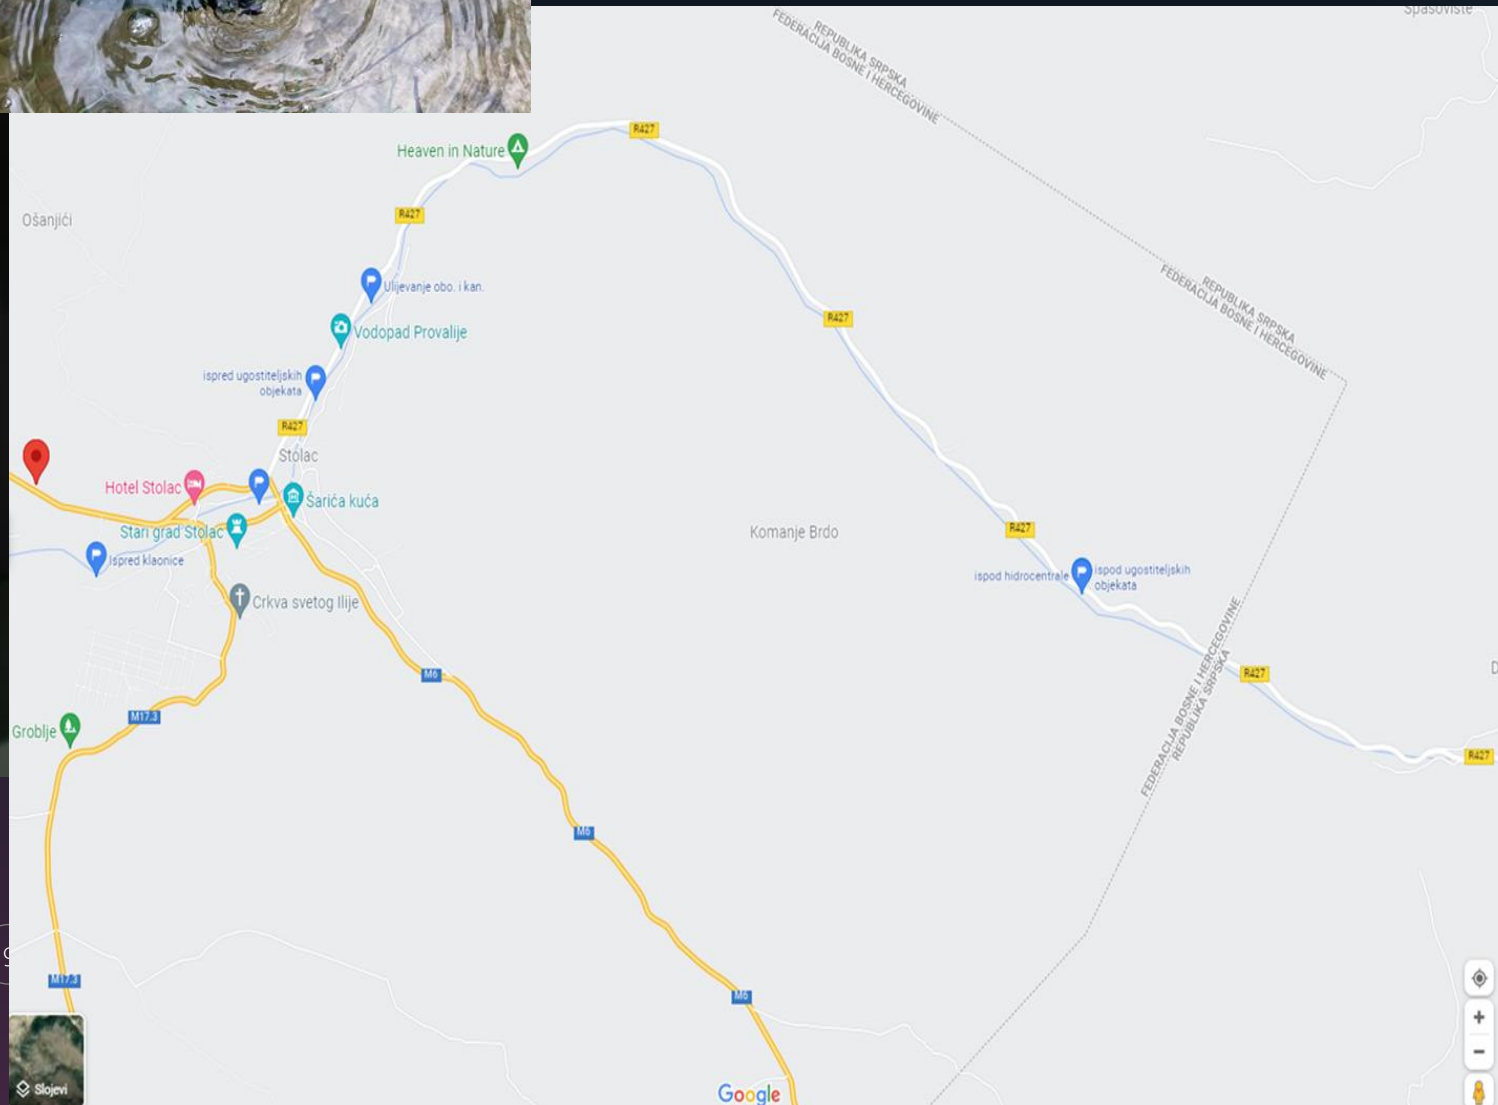 Spasovište
REPUBLIKA SRPSKA
FEDERACIJA BOSNE I HERCEGOVINE
R427
Heaven in Nature
R427
Ošanjići
REPUBLIKA SRPSKA
FEDERACIJA BOSNE I HERCEGOVINE
Ulijevanje obo. i kan.
R427
Vodopad Provalije
ispred ugostiteljskih
objekata
R427
Stolac
Hotel Stolac
Šarića kuća
Stari grad Stolac
Komanje Brdo
R427
Ispred klaonice
ispod hidrocentrale
ispod ugostiteljskih
objekata
Crkva svetog Ilije
FEDERACIJA BOSNE I HERCEGOVINE
REPUBLIKA SRPSKA
M6
R427
D
M17.3
Groblje
R427
M6
9
M17.3
M6
Slojevi
Google